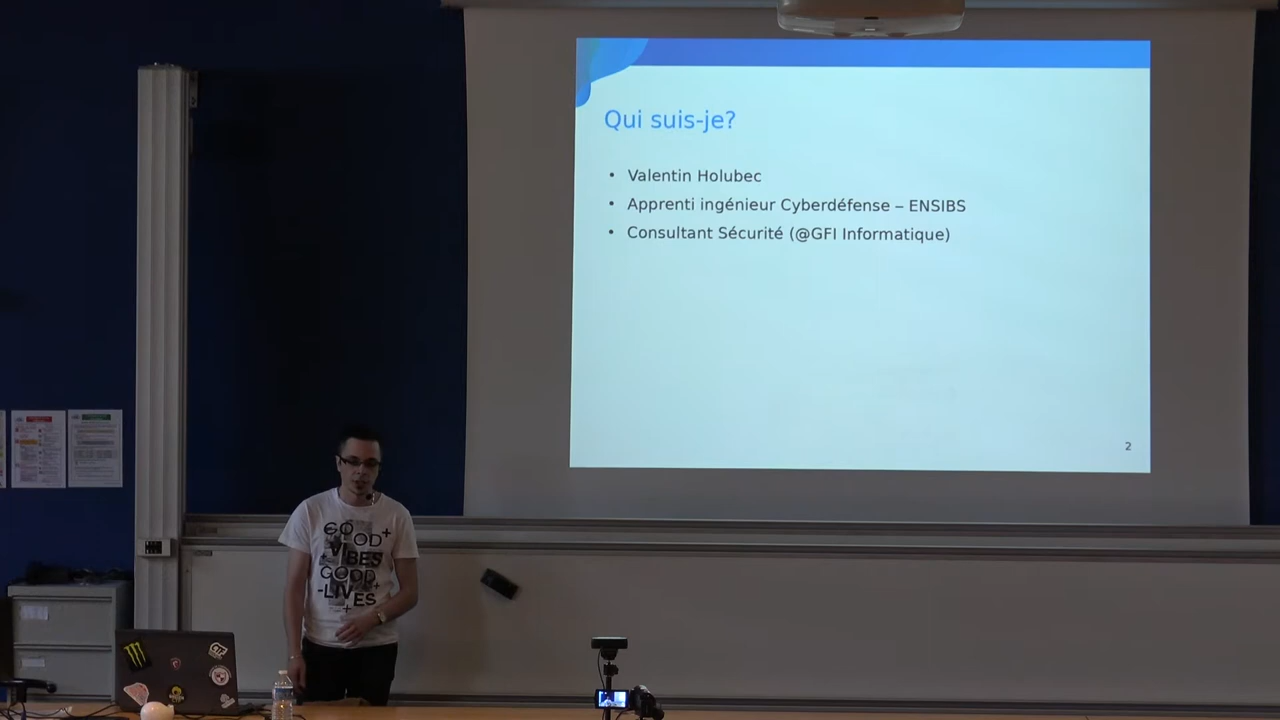 Qui suis-je?
• Valentin Holubec
• Apprenti ingénieur Cyberdéfense – ENSIBS
• Consultant Sécurité (@GFI Informatique)
2
GOOD+
VIBES
GOOD
-LIVES